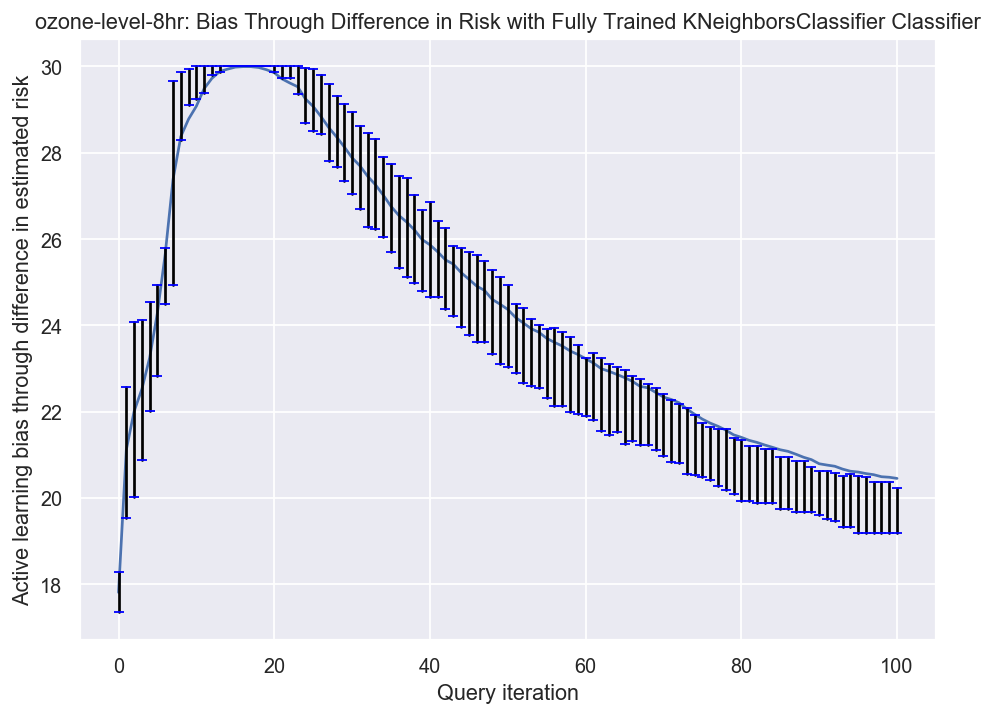 ozone-level-8hr: Bias Through Difference in Risk with Fully Trained KNeighborsClassifier Classifier
Active learning bias through difference in estimated risk
30
28
26
24
22
20
18
0 20 40 60 80 100
Query iteration